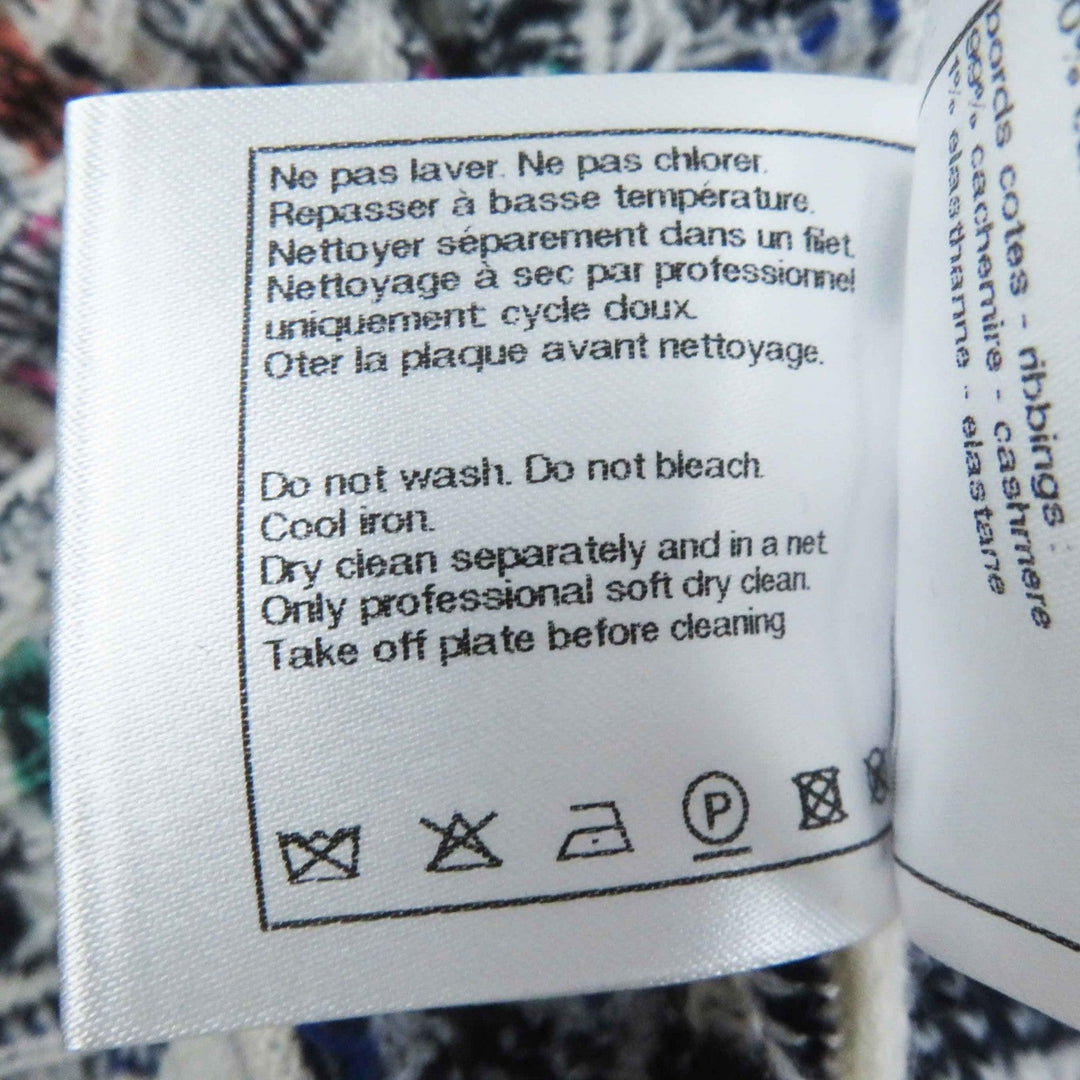 Ne pas laver. Ne pas chlorer.
Repasser à basse température.
Nettoyer séparement dans un filet
Nettoyage à sec par professionnel
uniquement cycle doux.
Oter la plaque avant nettoyage.
Do not wash. Do not bleach.
Cool iron.
Dry clean separately and in a net
Only professional soft dry clean.
Take off plate before cleaning
P
bords cotes - ribbings :
99% cachemire - cashmere
1% elasthanne - elastane